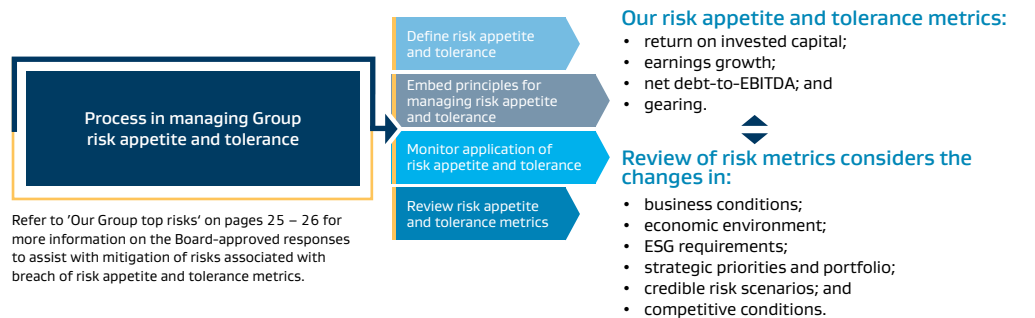 Process in managing Group
risk appetite and tolerance
Refer to 'Our Group top risks' on pages 25 – 26 for
more information on the Board-approved responses
to assist with mitigation of risks associated with
breach of risk appetite and tolerance metrics.
Define risk appetite
and tolerance
Embed principles for
managing risk appetite
and tolerance
Monitor application of
risk appetite and tolerance
Review risk appetite
and tolerance metrics
Our risk appetite and tolerance metrics:
• return on invested capital;
• earnings growth;
• net debt-to-EBITDA; and
• gearing.
Review of risk metrics considers the
changes in:
• business conditions;
• economic environment;
• ESG requirements;
• strategic priorities and portfolio;
• credible risk scenarios; and
• competitive conditions.